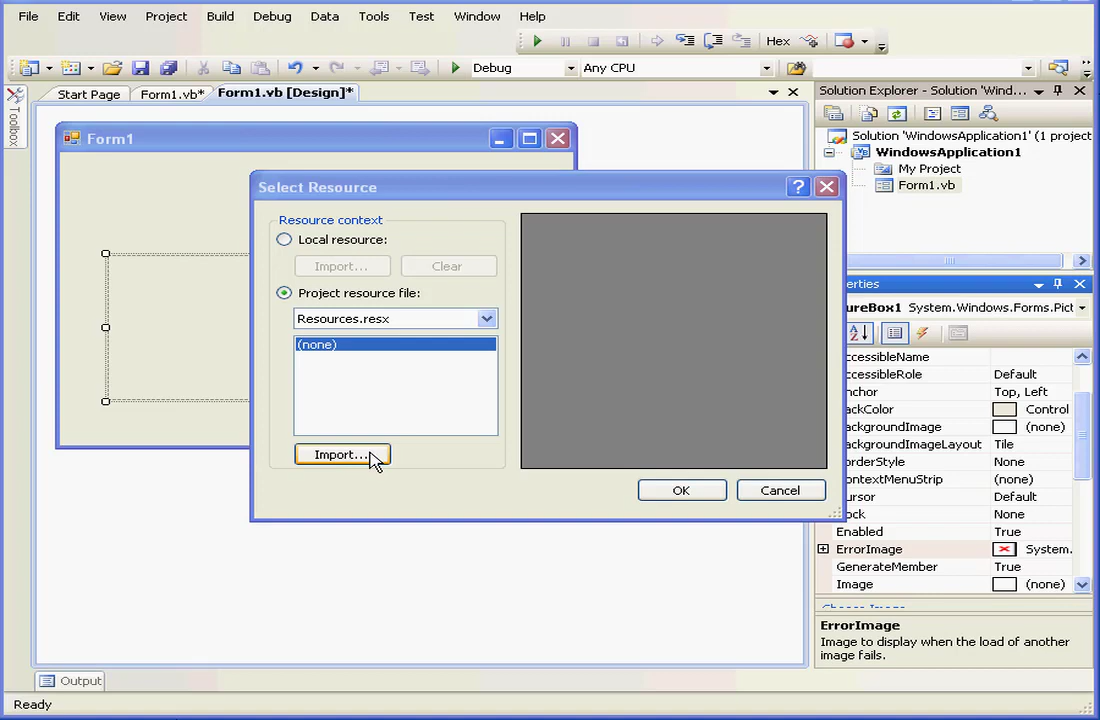 File Edit View Project Build Debug Data Tools Test Window Help
Hex
Debug Any CPU
Start Page Form1.vb* Form1.vb [Design]*
Toolbox
Form1
Select Resource
Resource context
Local resource:
Import... Clear
Project resource file:
Resources.resx
(none)
Import...
OK Cancel
Solution Explorer - Solution 'Wind...
Solution 'WindowsApplication1' (1 project
WindowsApplication1
My Project
Form1.vb
erties
ureBox1 System.Windows.Forms.Pict
ccessibleName
ccessibleRole Default
nchor Top, Left
ackColor Control
ackgroundImage (none)
ackgroundImageLayout Tile
orderStyle None
ontextMenuStrip (none)
ursor Default
ock None
Enabled True
ErrorImage System.
GenerateMember True
Image (none)
ErrorImage
Image to display when the load of another
image fails.
Output
Ready